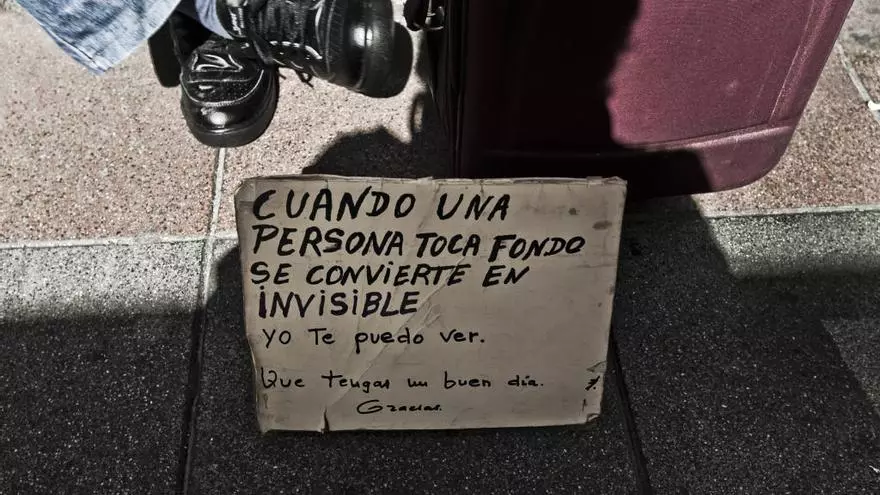 CUANDO UNA
PERSONA TOCA FONDO
SE CONVIERTE EN
INVISIBLE
YO Te puedo ver.
Que tengas un buen día.
Gracias.